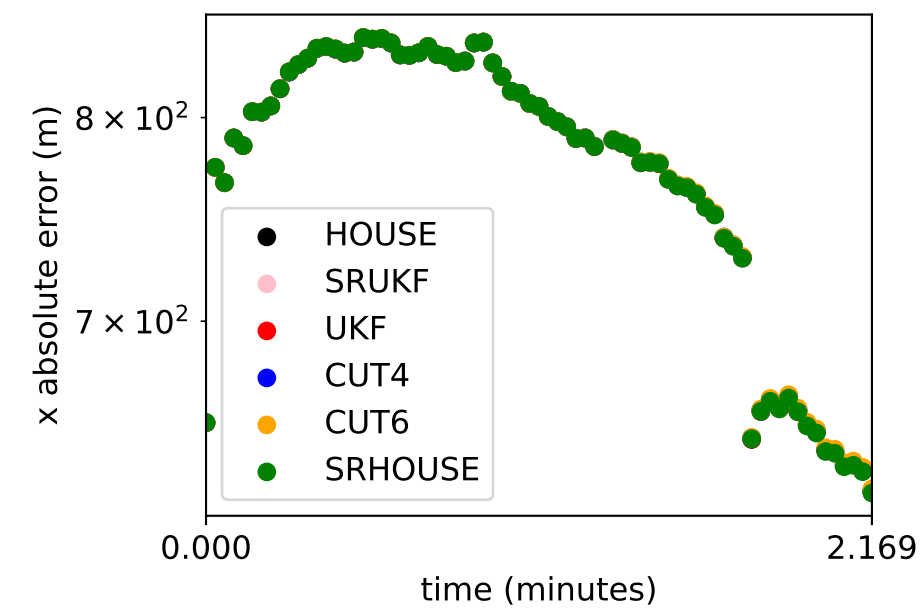 x absolute error (m)
8 × 10²
7 × 10²
HOUSE
SRUKF
UKF
CUT4
CUT6
SRHOUSE
0.000
2.169
time (minutes)